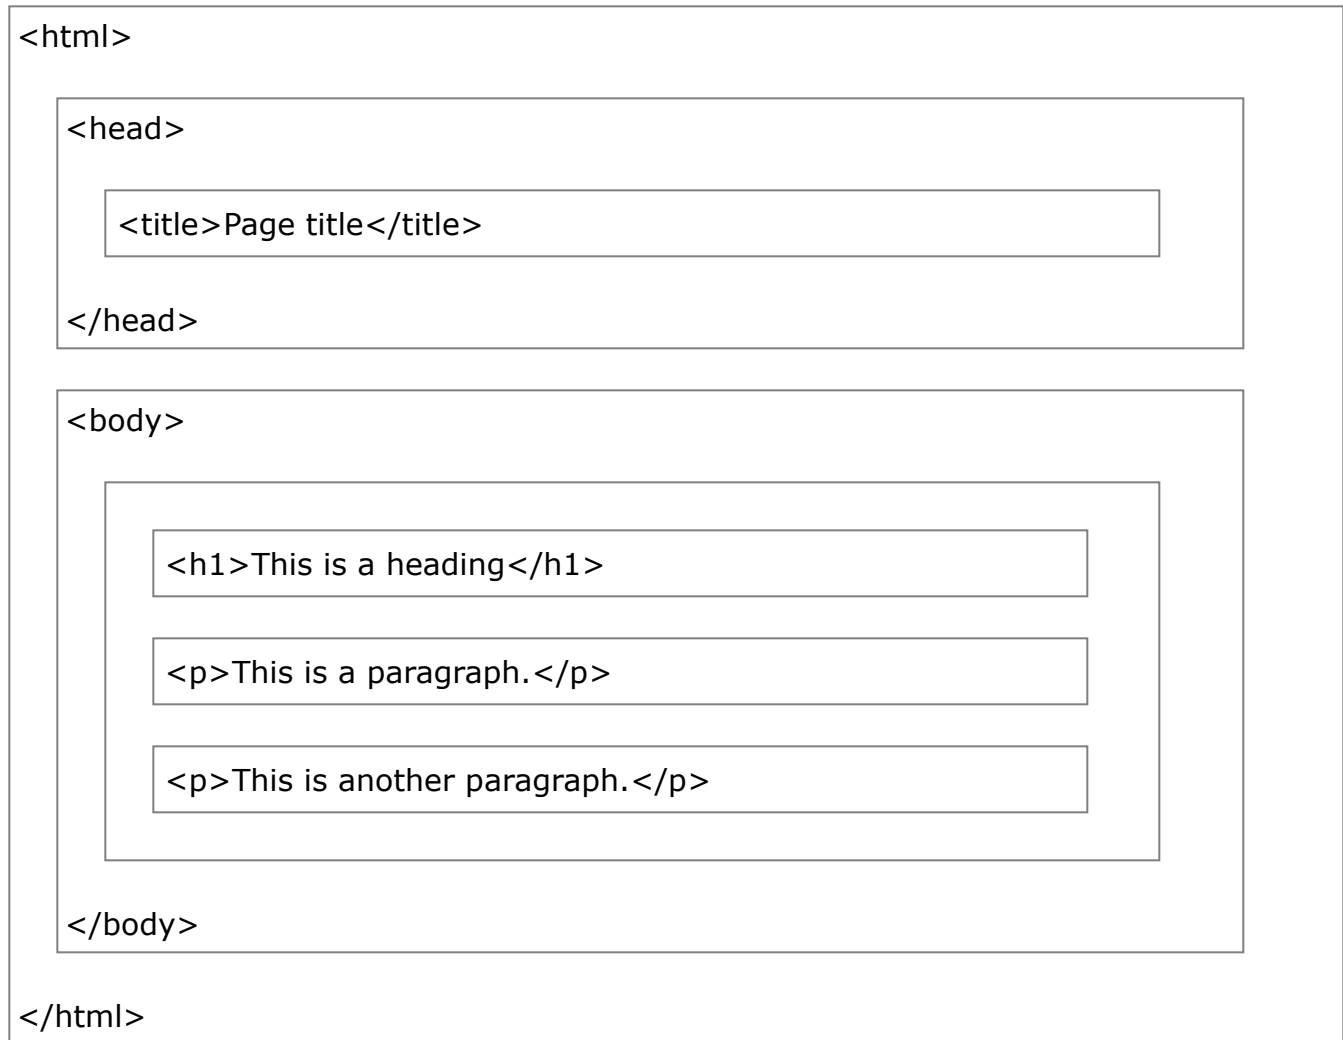 <html>
<head>
<title>Page title</title>
</head>
<body>
<h1>This is a heading</h1>
<p>This is a paragraph.</p>
<p>This is another paragraph.</p>
</body>
</html>